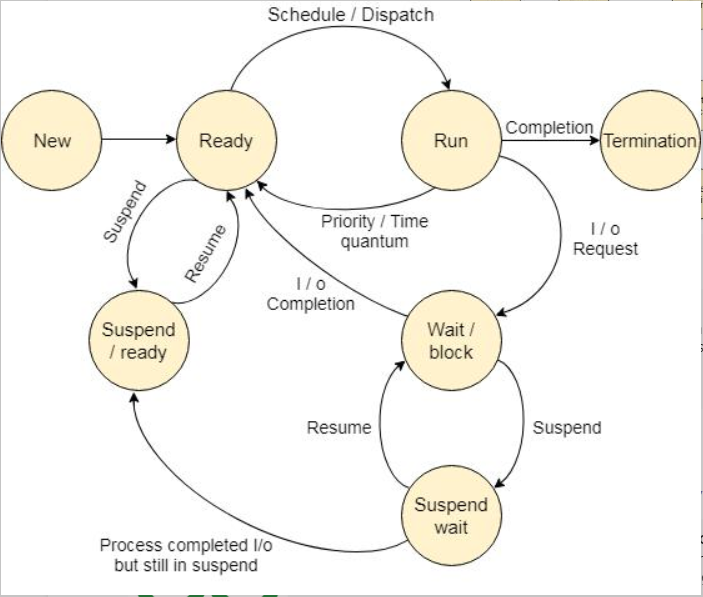 Schedule / Dispatch
New
Ready
Run
Completion
Termination
Suspend
Resume
Priority / Time
quantum
I / o
Request
I / o
Completion
Suspend
/ ready
Wait /
block
Resume
Suspend
Suspend
wait
Process completed I/o
but still in suspend